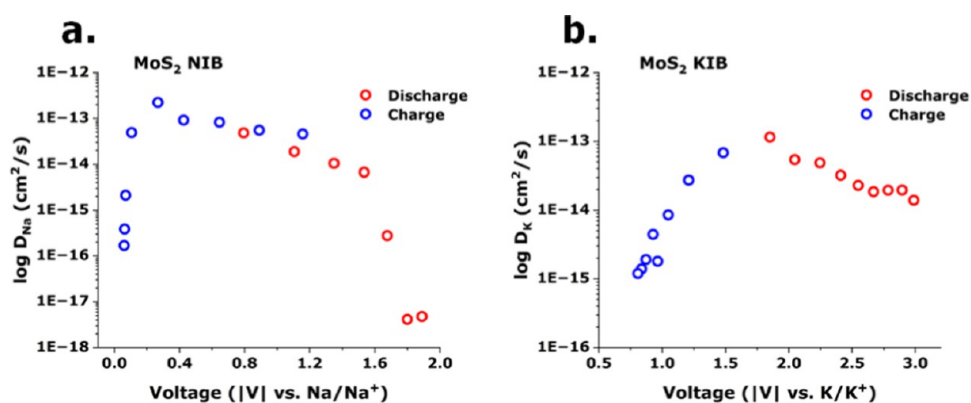 a.
MoS₂ NIB
Discharge
Charge
1E−12
1E−13
1E−14
1E−15
1E−16
1E−17
1E−18
log D_Na (cm²/s)
0.0 0.4 0.8 1.2 1.6 2.0
Voltage (|V| vs. Na/Na⁺)
b.
MoS₂ KIB
Discharge
Charge
1E−12
1E−13
1E−14
1E−15
1E−16
log D_K (cm²/s)
0.5 1.0 1.5 2.0 2.5 3.0
Voltage (|V| vs. K/K⁺)